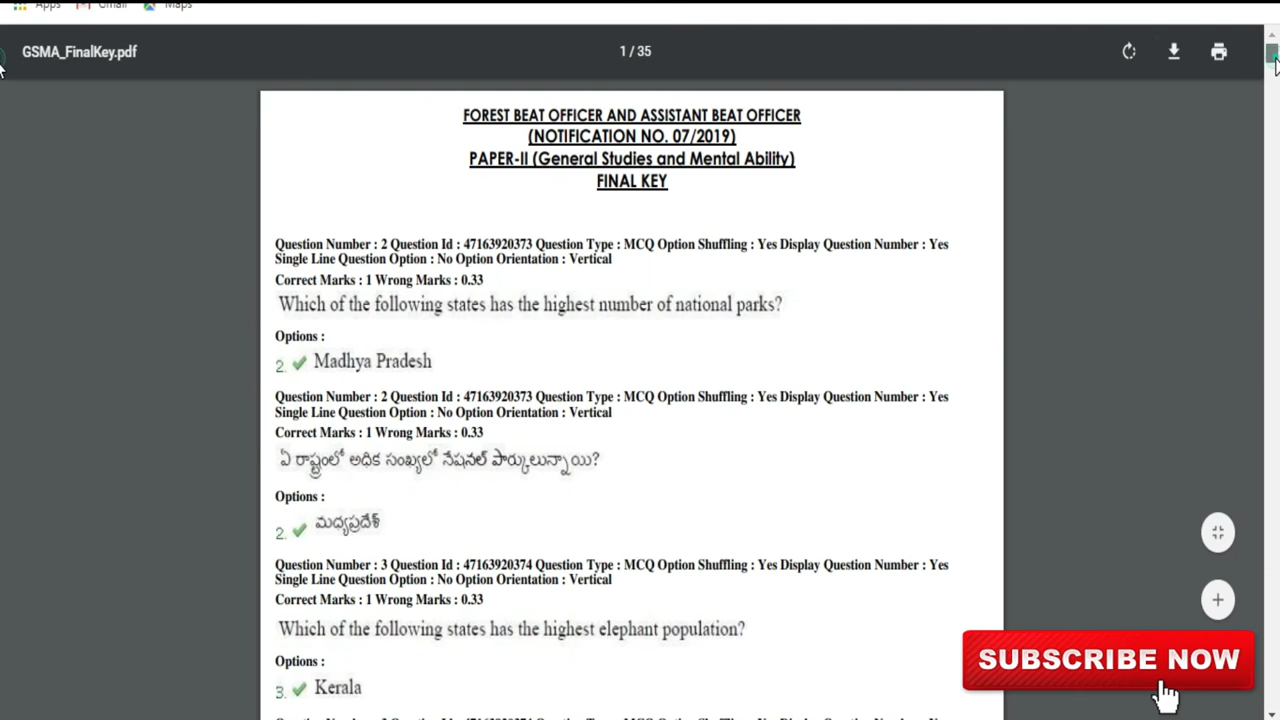 Apps Gmail Maps
GSMA_FinalKey.pdf 1 / 35
FOREST BEAT OFFICER AND ASSISTANT BEAT OFFICER
(NOTIFICATION NO. 07/2019)
PAPER-II (General Studies and Mental Ability)
FINAL KEY
Question Number : 2 Question Id : 47163920373 Question Type : MCQ Option Shuffling : Yes Display Question Number : Yes
Single Line Question Option : No Option Orientation : Vertical
Correct Marks : 1 Wrong Marks : 0.33
Which of the following states has the highest number of national parks?
Options :
2. Madhya Pradesh
Question Number : 2 Question Id : 47163920373 Question Type : MCQ Option Shuffling : Yes Display Question Number : Yes
Single Line Question Option : No Option Orientation : Vertical
Correct Marks : 1 Wrong Marks : 0.33
ఏ రాష్ట్రంలో అధిక సంఖ్యలో నేషనల్ పార్కులున్నాయి?
Options :
2. మధ్యప్రదేశ్
Question Number : 3 Question Id : 47163920374 Question Type : MCQ Option Shuffling : Yes Display Question Number : Yes
Single Line Question Option : No Option Orientation : Vertical
Correct Marks : 1 Wrong Marks : 0.33
Which of the following states has the highest elephant population?
Options :
3. Kerala
SUBSCRIBE NOW